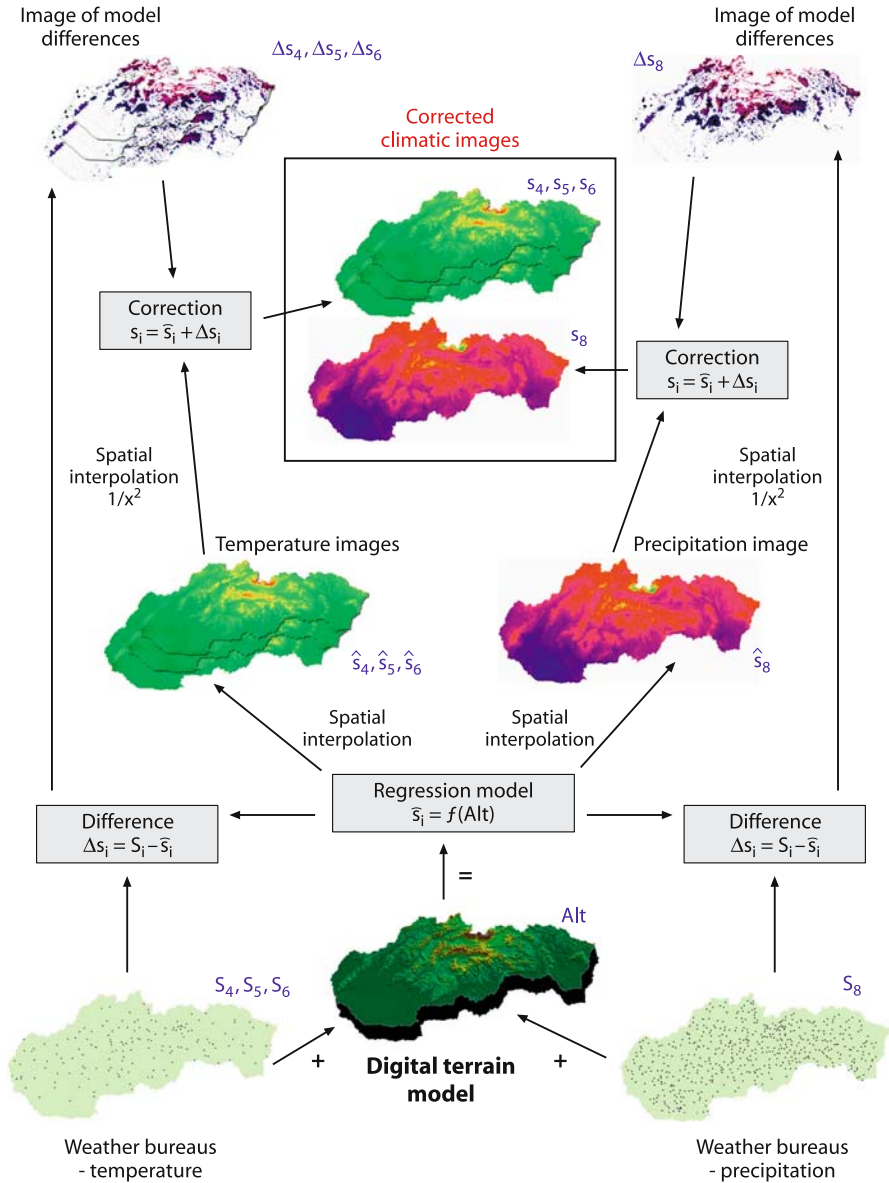 Image of model
differences
Δs₄, Δs₅, Δs₆
Image of model
differences
Δs₈
Corrected
climatic images
s₄, s₅, s₆
s₈
Correction
sᵢ = ŝᵢ + Δsᵢ
Correction
sᵢ = ŝᵢ + Δsᵢ
Spatial
interpolation
1/x²
Spatial
interpolation
1/x²
Temperature images
ŝ₄, ŝ₅, ŝ₆
Precipitation image
ŝ₈
Spatial
interpolation
Spatial
interpolation
Regression model
ŝᵢ = f(Alt)
Difference
Δsᵢ = Sᵢ – ŝᵢ
Difference
Δsᵢ = Sᵢ – ŝᵢ
=
Alt
S₄, S₅, S₆
S₈
+
Digital terrain
model
+
Weather bureaus
- temperature
Weather bureaus
- precipitation